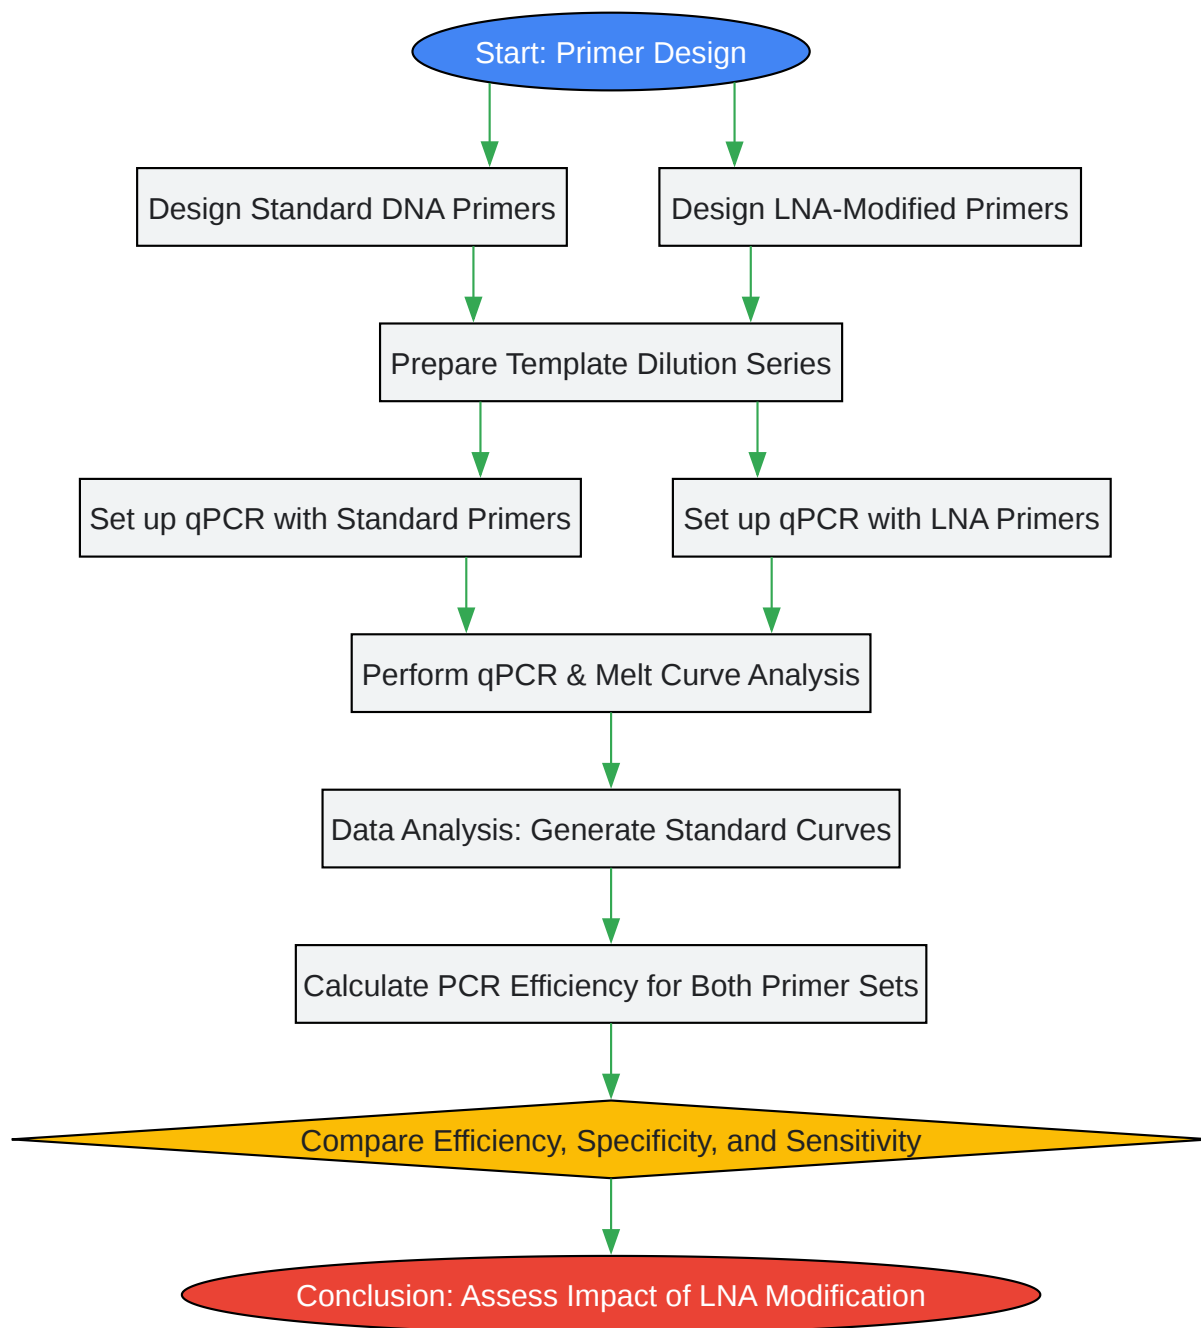 Start: Primer Design
Design Standard DNA Primers
Design LNA-Modified Primers
Prepare Template Dilution Series
Set up qPCR with Standard Primers
Set up qPCR with LNA Primers
Perform qPCR & Melt Curve Analysis
Data Analysis: Generate Standard Curves
Calculate PCR Efficiency for Both Primer Sets
Compare Efficiency, Specificity, and Sensitivity
Conclusion: Assess Impact of LNA Modification